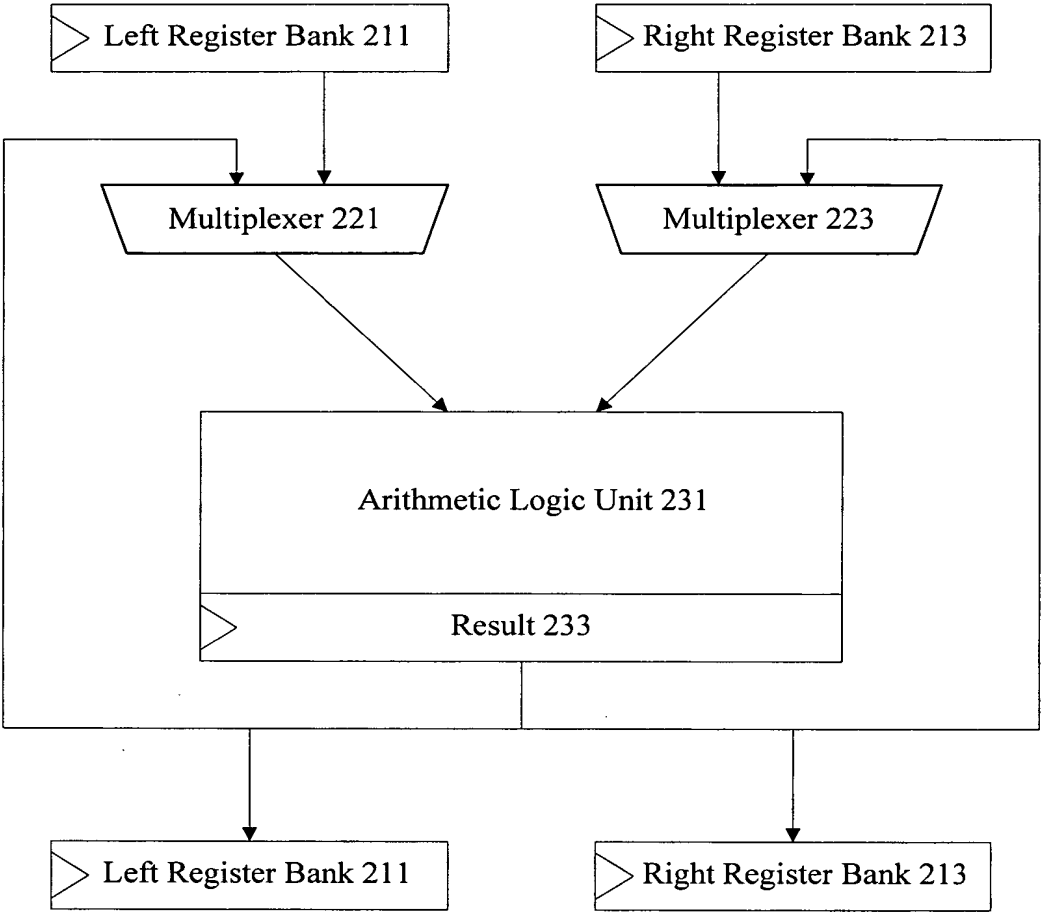 Left Register Bank 211
Right Register Bank 213
Multiplexer 221
Multiplexer 223
Arithmetic Logic Unit 231
Result 233
Left Register Bank 211
Right Register Bank 213